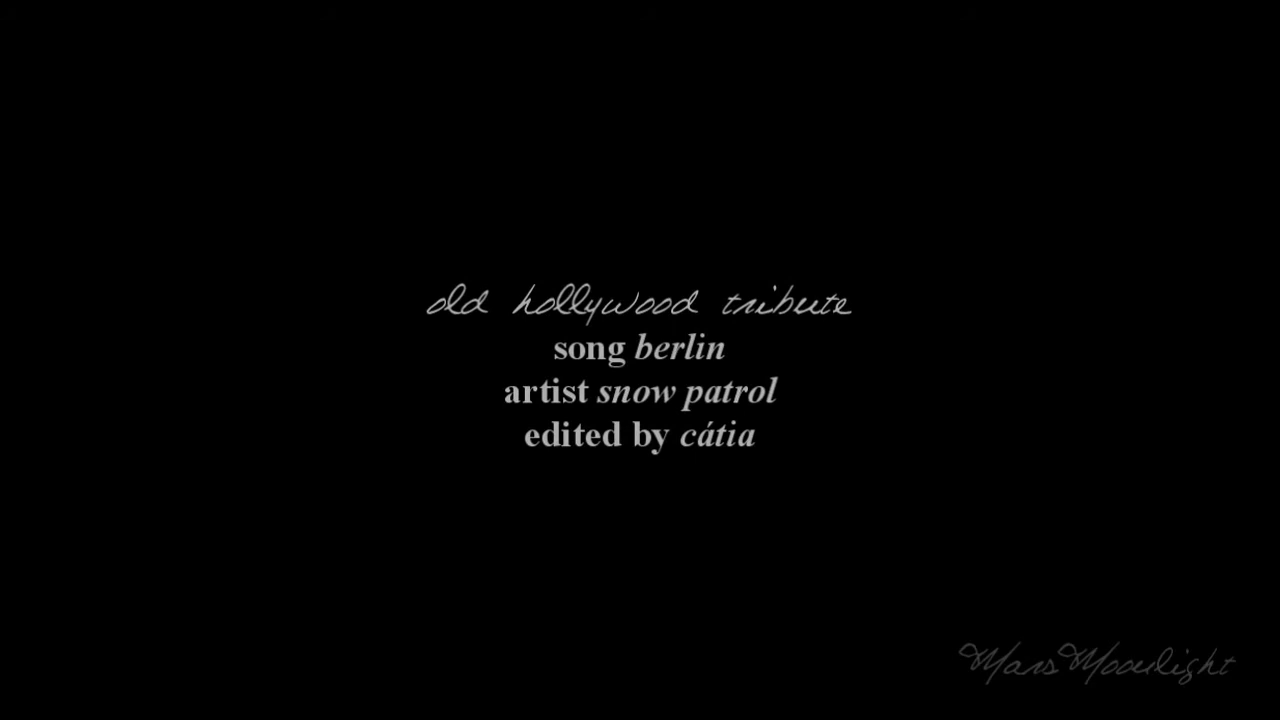 old hollywood tribute
song berlin
artist snow patrol
edited by cátia
MarsMoonlight